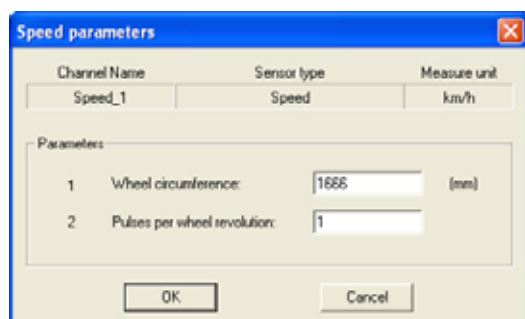 Speed parameters
Channel Name Sensor type Measure unit
Speed_1 Speed km/h
Parameters
1 Wheel circumference: 1666 (mm)
2 Pulses per wheel revolution: 1
OK Cancel